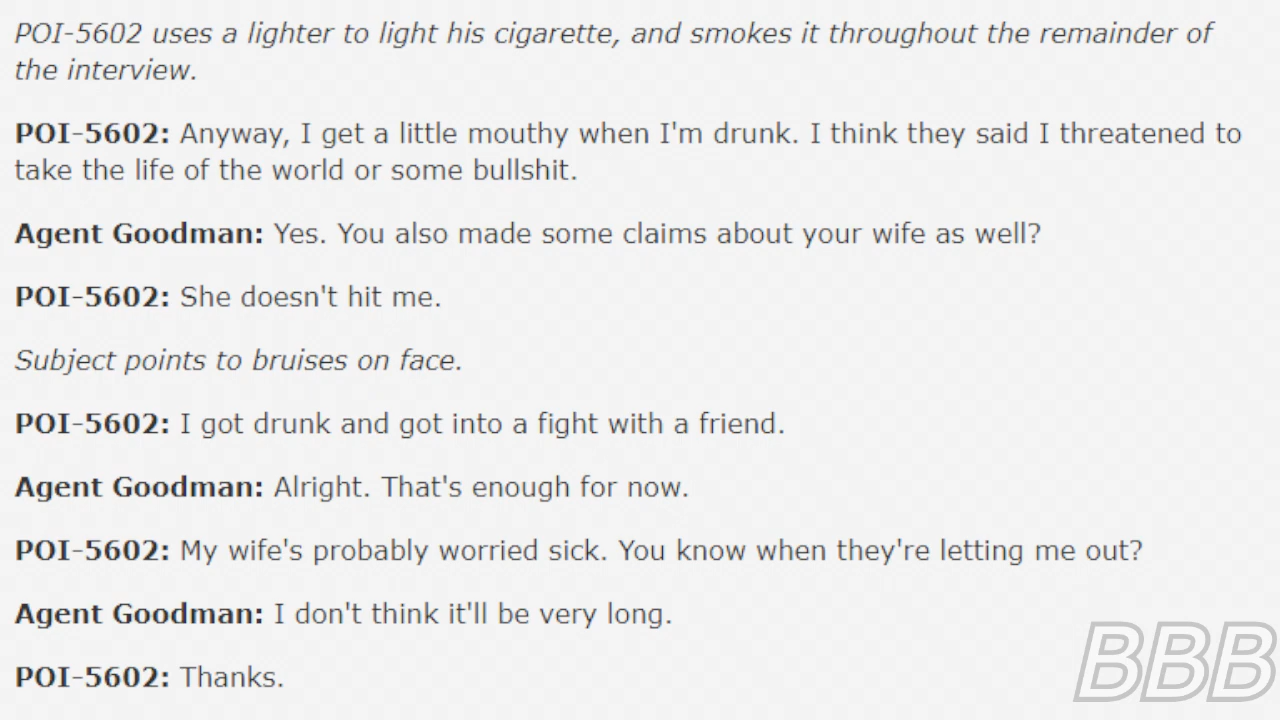 POI-5602 uses a lighter to light his cigarette, and smokes it throughout the remainder of
the interview.
POI-5602: Anyway, I get a little mouthy when I'm drunk. I think they said I threatened to
take the life of the world or some bullshit.
Agent Goodman: Yes. You also made some claims about your wife as well?
POI-5602: She doesn't hit me.
Subject points to bruises on face.
POI-5602: I got drunk and got into a fight with a friend.
Agent Goodman: Alright. That's enough for now.
POI-5602: My wife's probably worried sick. You know when they're letting me out?
Agent Goodman: I don't think it'll be very long.
POI-5602: Thanks.
BBB